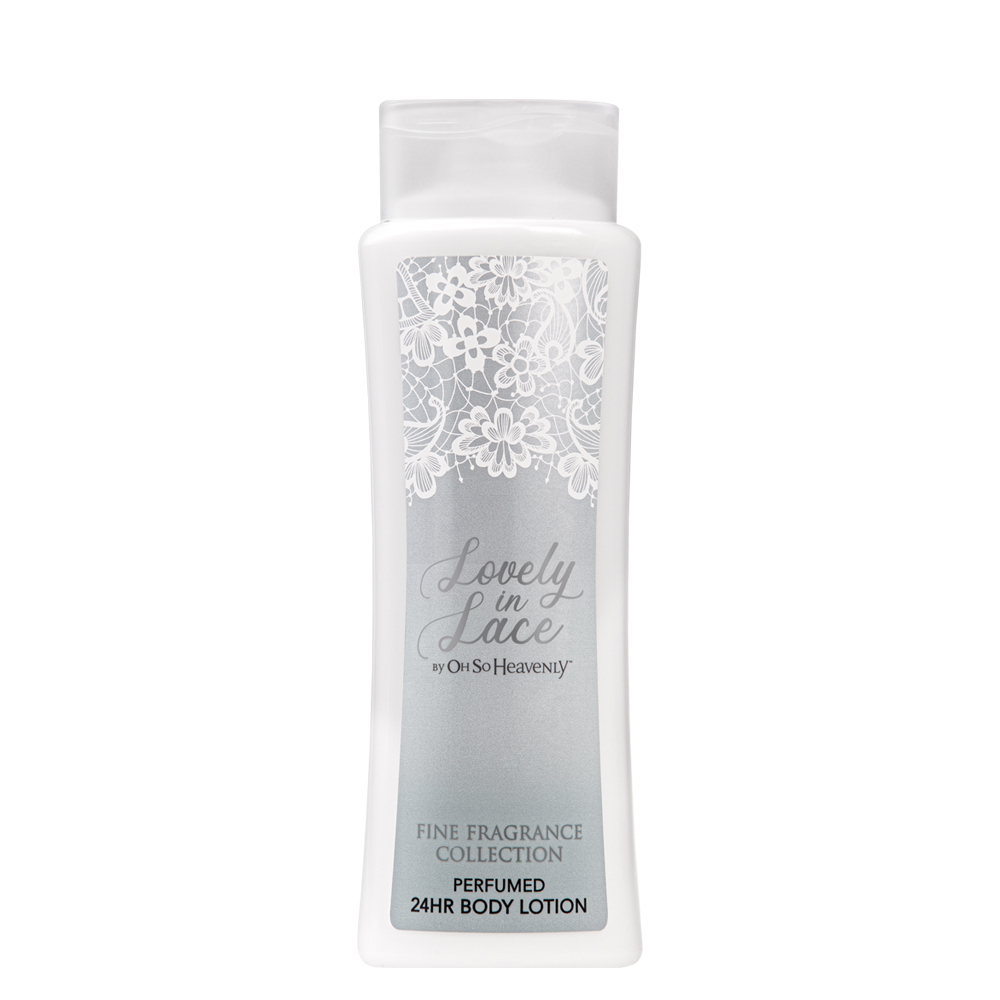 Lovely
in
Lace
BY OH SO HEAVENLY™
FINE FRAGRANCE
COLLECTION
PERFUMED
24HR BODY LOTION